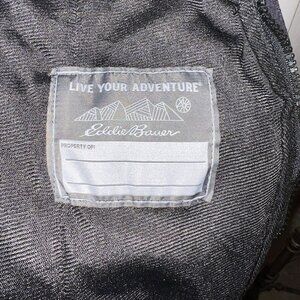 LIVE YOUR ADVENTURE®
Eddie Bauer
PROPERTY OF: